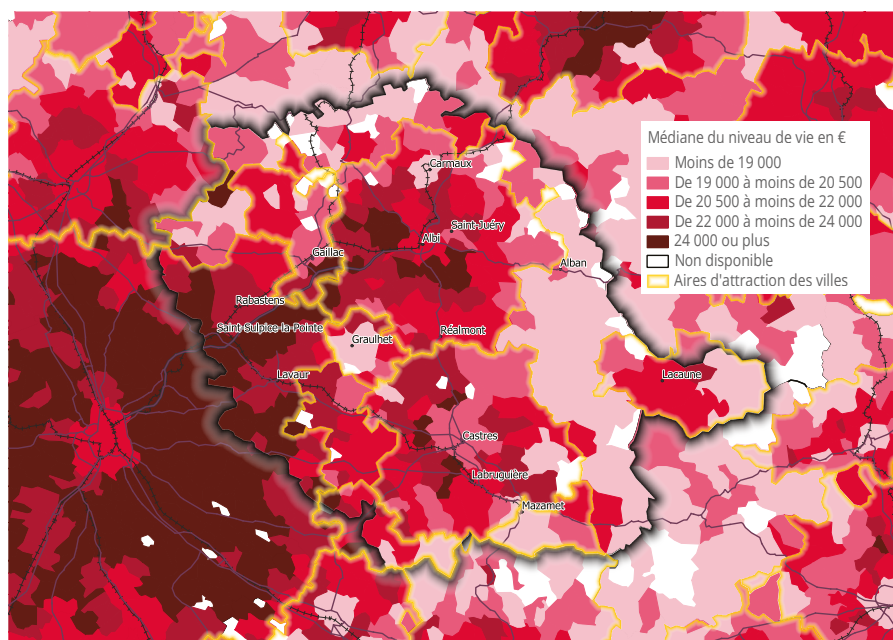 Médiane du niveau de vie en €
Moins de 19 000
De 19 000 à moins de 20 500
De 20 500 à moins de 22 000
De 22 000 à moins de 24 000
24 000 ou plus
Non disponible
Aires d'attraction des villes
Carmaux
Saint-Juéry
Albi
Gaillac
Alban
Rabastens
Saint-Sulpice-la-Pointe
Réalmont
Graulhet
Lavaur
Lacaune
Castres
Labruguière
Mazamet